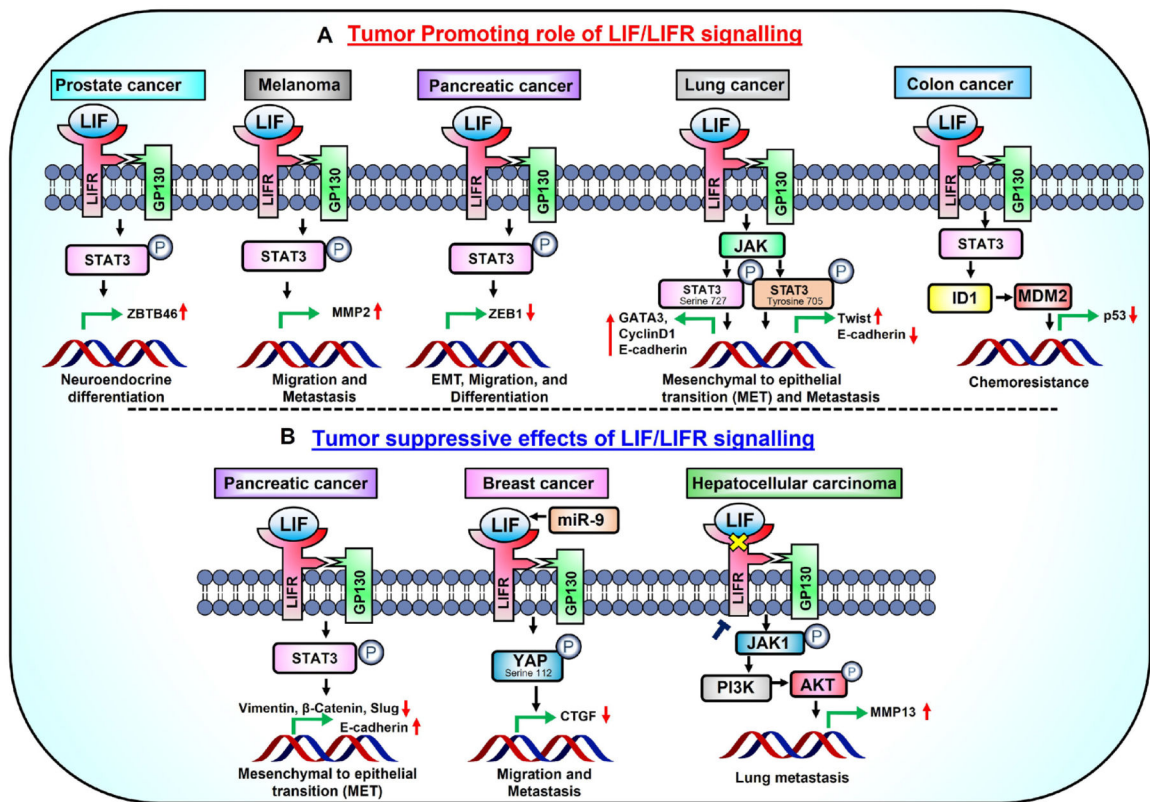 A Tumor Promoting role of LIF/LIFR signalling
Prostate cancer
LIF
LIFR
GP130
STAT3
P
ZBTB46
Neuroendocrine
differentiation
Melanoma
LIF
LIFR
GP130
STAT3
P
MMP2
Migration and
Metastasis
Pancreatic cancer
LIF
LIFR
GP130
STAT3
P
ZEB1
EMT, Migration, and
Differentiation
Lung cancer
LIF
LIFR
GP130
JAK
STAT3
Serine 727
P
STAT3
Tyrosine 705
P
GATA3,
CyclinD1
E-cadherin
Twist
E-cadherin
Mesenchymal to epithelial
transition (MET) and Metastasis
Colon cancer
LIF
LIFR
GP130
STAT3
ID1
MDM2
p53
Chemoresistance
B Tumor suppressive effects of LIF/LIFR signalling
Pancreatic cancer
LIF
LIFR
GP130
STAT3
P
Vimentin, β-Catenin, Slug
E-cadherin
Mesenchymal to epithelial
transition (MET)
Breast cancer
LIF
miR-9
LIFR
GP130
YAP
Serine 112
P
CTGF
Migration and
Metastasis
Hepatocellular carcinoma
LIF
LIFR
GP130
JAK1
P
PI3K
AKT
P
MMP13
Lung metastasis